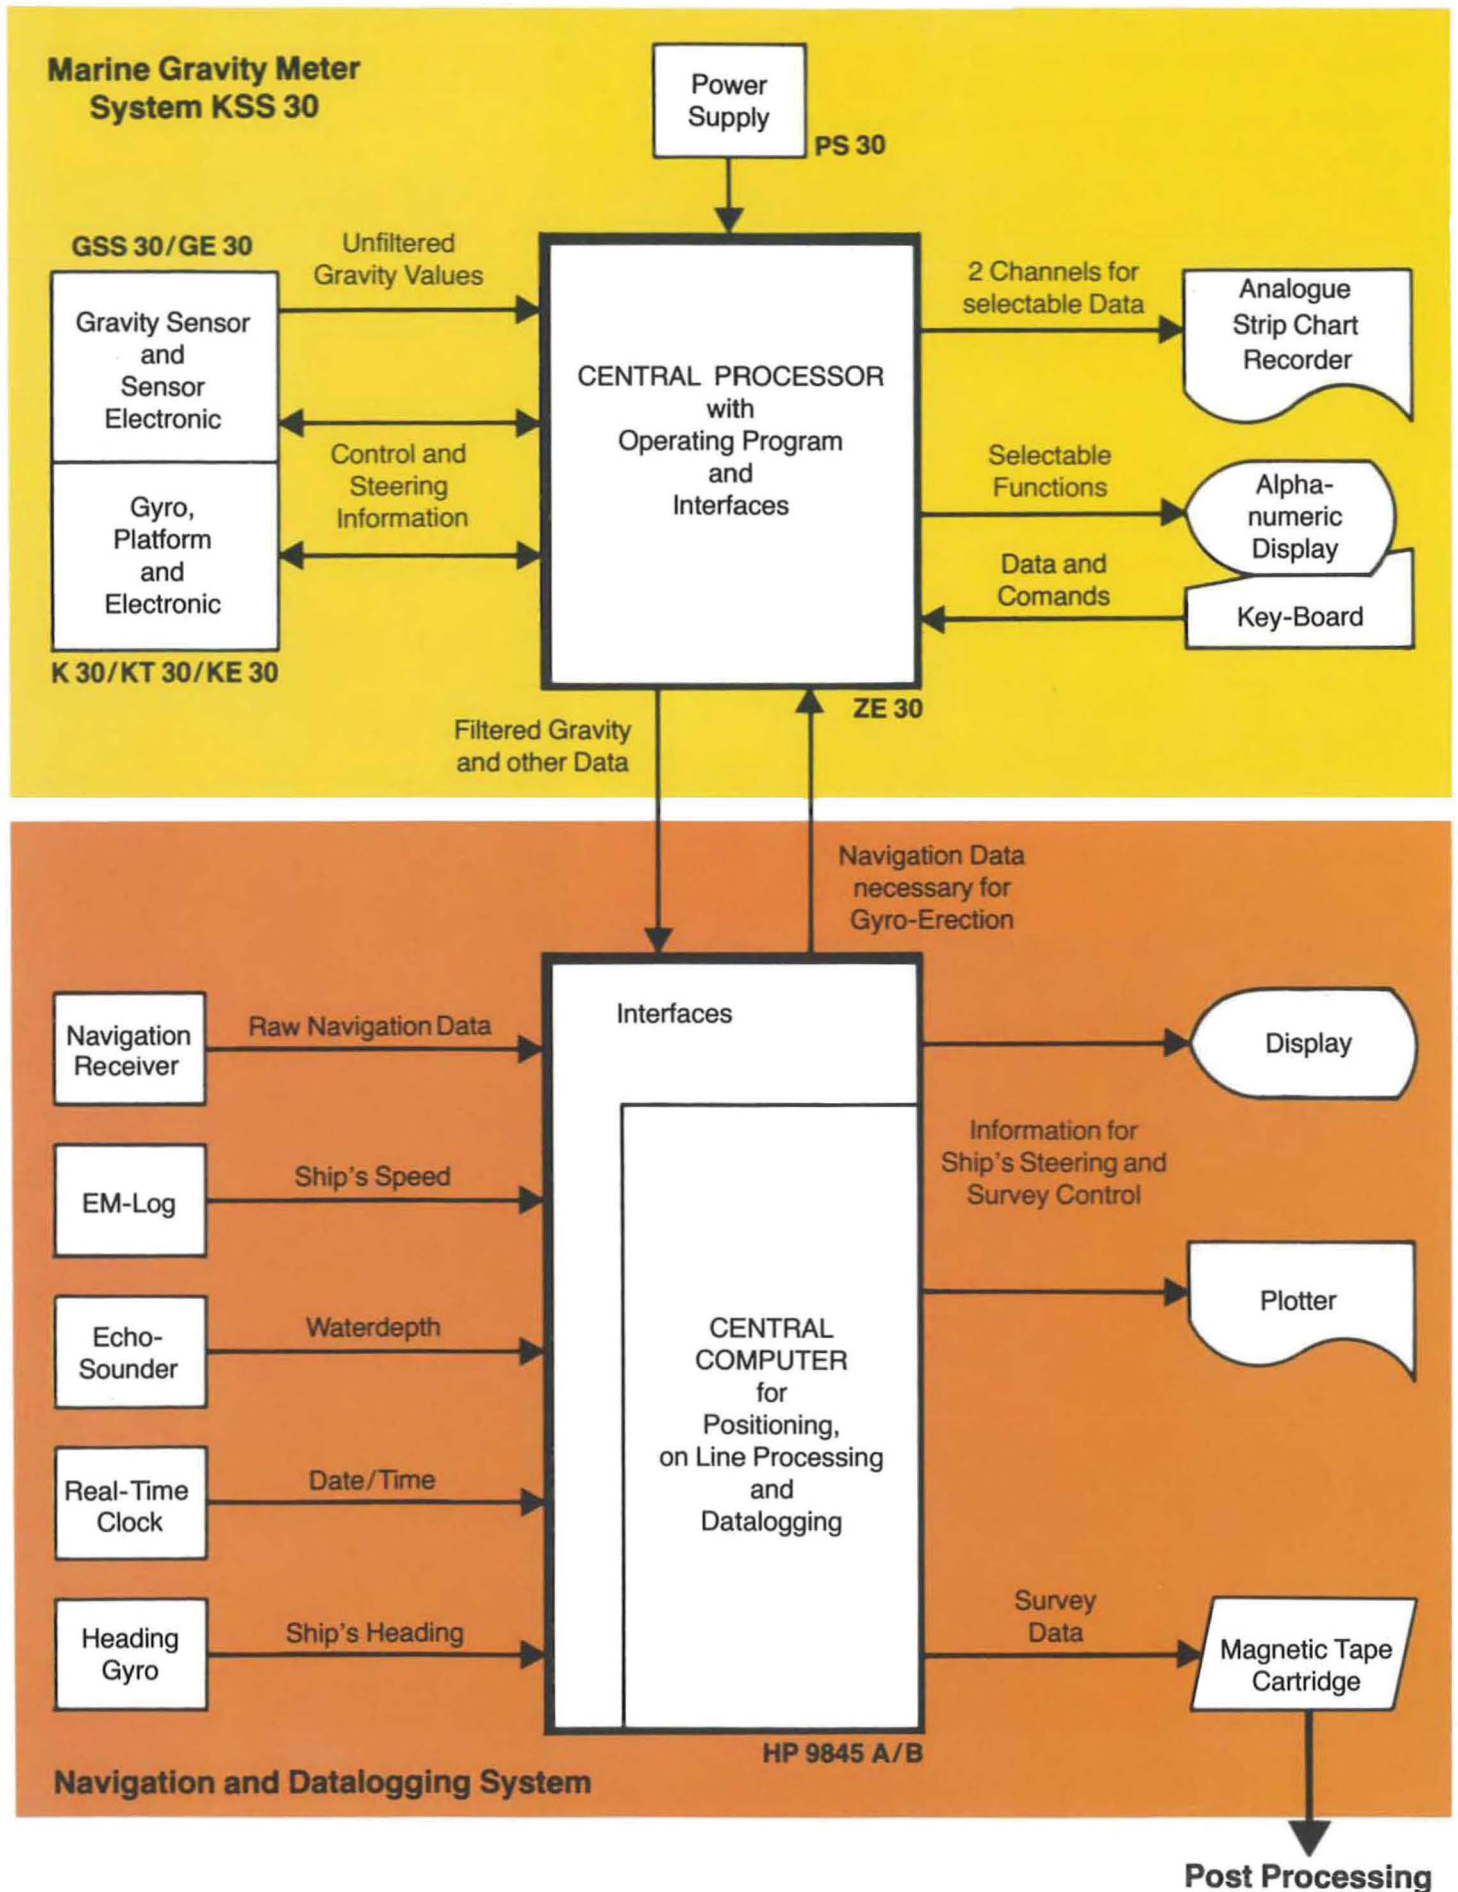 Marine Gravity Meter
System KSS 30
Power
Supply
PS 30
GSS 30/GE 30
Unfiltered
Gravity Values
Gravity Sensor
and
Sensor
Electronic
Control and
Steering
Information
Gyro,
Platform
and
Electronic
K 30/KT 30/KE 30
CENTRAL PROCESSOR
with
Operating Program
and
Interfaces
ZE 30
2 Channels for
selectable Data
Analogue
Strip Chart
Recorder
Selectable
Functions
Alpha-
numeric
Display
Data and
Comands
Key-Board
Filtered Gravity
and other Data
Navigation Data
necessary for
Gyro-Erection
Navigation
Receiver
Raw Navigation Data
EM-Log
Ship's Speed
Echo-
Sounder
Waterdepth
Real-Time
Clock
Date/Time
Heading
Gyro
Ship's Heading
Interfaces
CENTRAL
COMPUTER
for
Positioning,
on Line Processing
and
Datalogging
HP 9845 A/B
Display
Information for
Ship's Steering and
Survey Control
Plotter
Survey
Data
Magnetic Tape
Cartridge
Navigation and Datalogging System
Post Processing